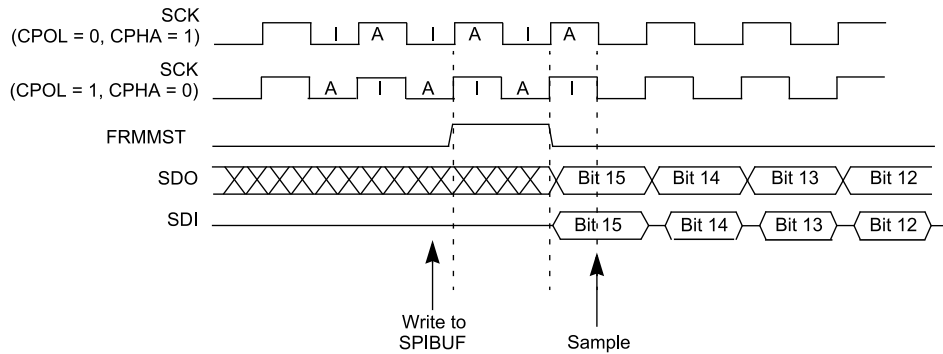 SCK
(CPOL = 0, CPHA = 1)
I A I A I A
SCK
(CPOL = 1, CPHA = 0)
A I A I A I
FRMMST
SDO
Bit 15 Bit 14 Bit 13 Bit 12
SDI
Bit 15 Bit 14 Bit 13 Bit 12
Write to
SPIBUF
Sample